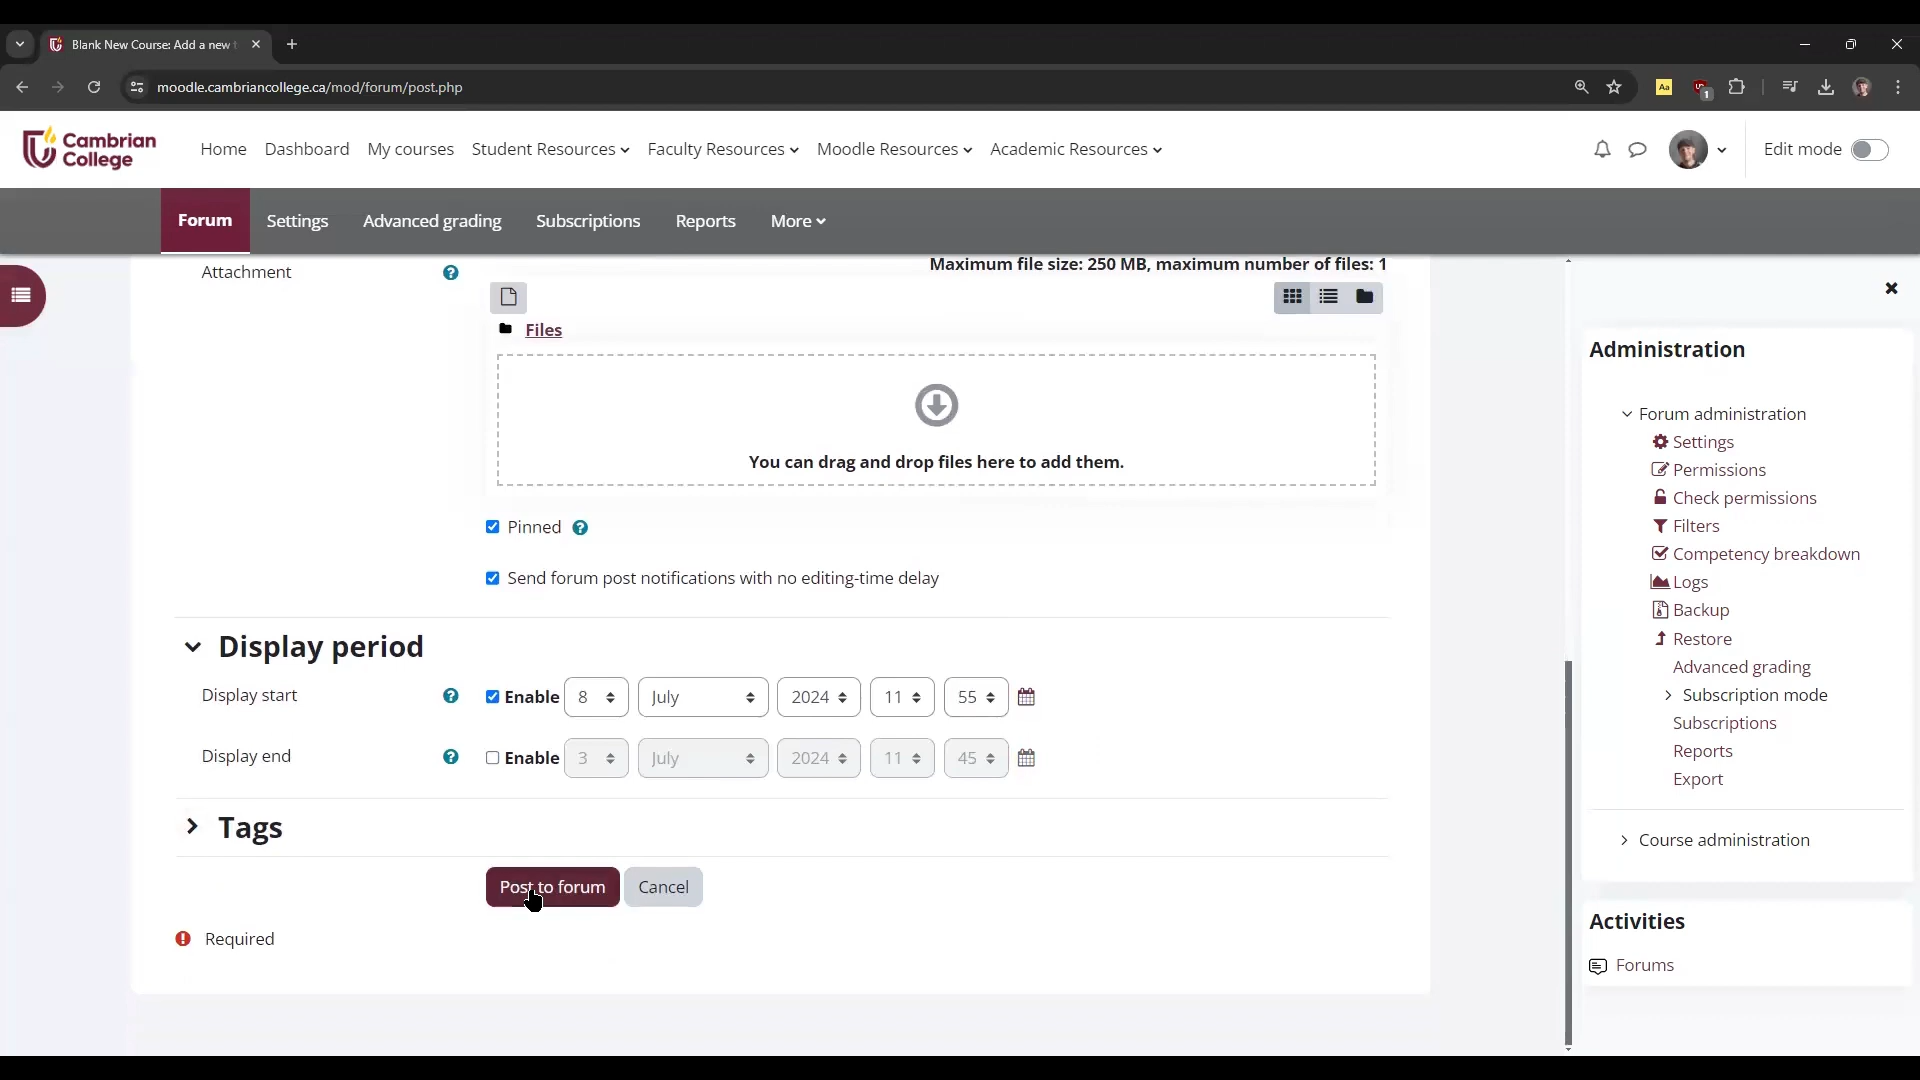 Blank New Course: Add a new t
moodle.cambriancollege.ca/mod/forum/post.php
Aa
1
Cambrian College
Home Dashboard My courses Student Resources Faculty Resources Moodle Resources Academic Resources
Edit mode
Forum Settings Advanced grading Subscriptions Reports More
Attachment ?
Maximum file size: 250 MB, maximum number of files: 1
Files
You can drag and drop files here to add them.
Pinned ?
Send forum post notifications with no editing-time delay
Display period
Display start ? Enable 8 July 2024 11 55
Display end ? Enable 3 July 2024 11 45
Tags
Post to forum Cancel
! Required
Administration
Forum administration
Settings
Permissions
Check permissions
Filters
Competency breakdown
Logs
Backup
Restore
Advanced grading
Subscription mode
Subscriptions
Reports
Export
Course administration
Activities
Forums